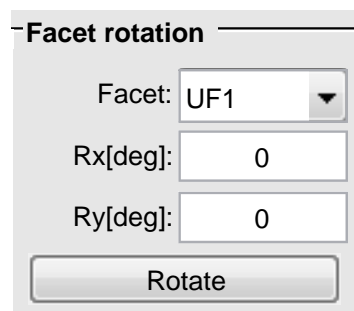 Facet rotation
Facet: UF1
Rx[deg]: 0
Ry[deg]: 0
Rotate